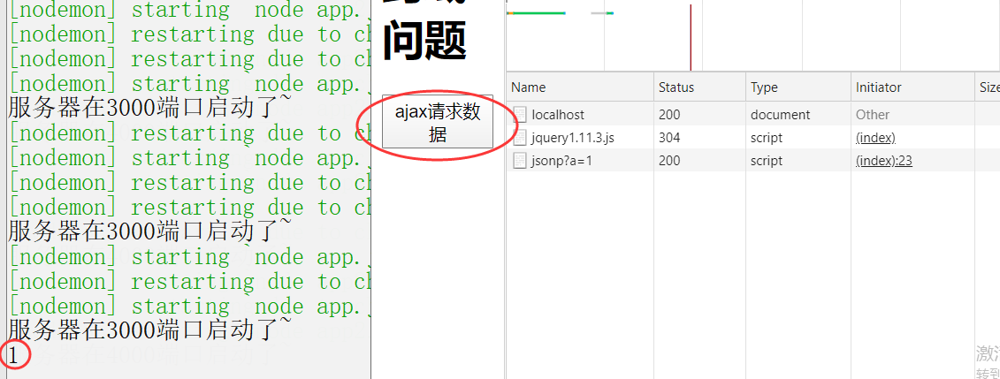 [nodemon] starting `node app.j
[nodemon] restarting due to ch
[nodemon] restarting due to ch
[nodemon] starting `node app.j
服务器在3000端口启动了~
[nodemon] restarting due to ch
[nodemon] starting `node app.j
[nodemon] restarting due to ch
[nodemon] restarting due to ch
服务器在3000端口启动了~
[nodemon] starting `node app.j
[nodemon] restarting due to ch
[nodemon] starting `node app.j
服务器在3000端口启动了~
1
问题
ajax请求数
据
Name Status Type Initiator Size
localhost 200 document Other
jquery1.11.3.js 304 script (index)
jsonp?a=1 200 script (index):23
激活
转到